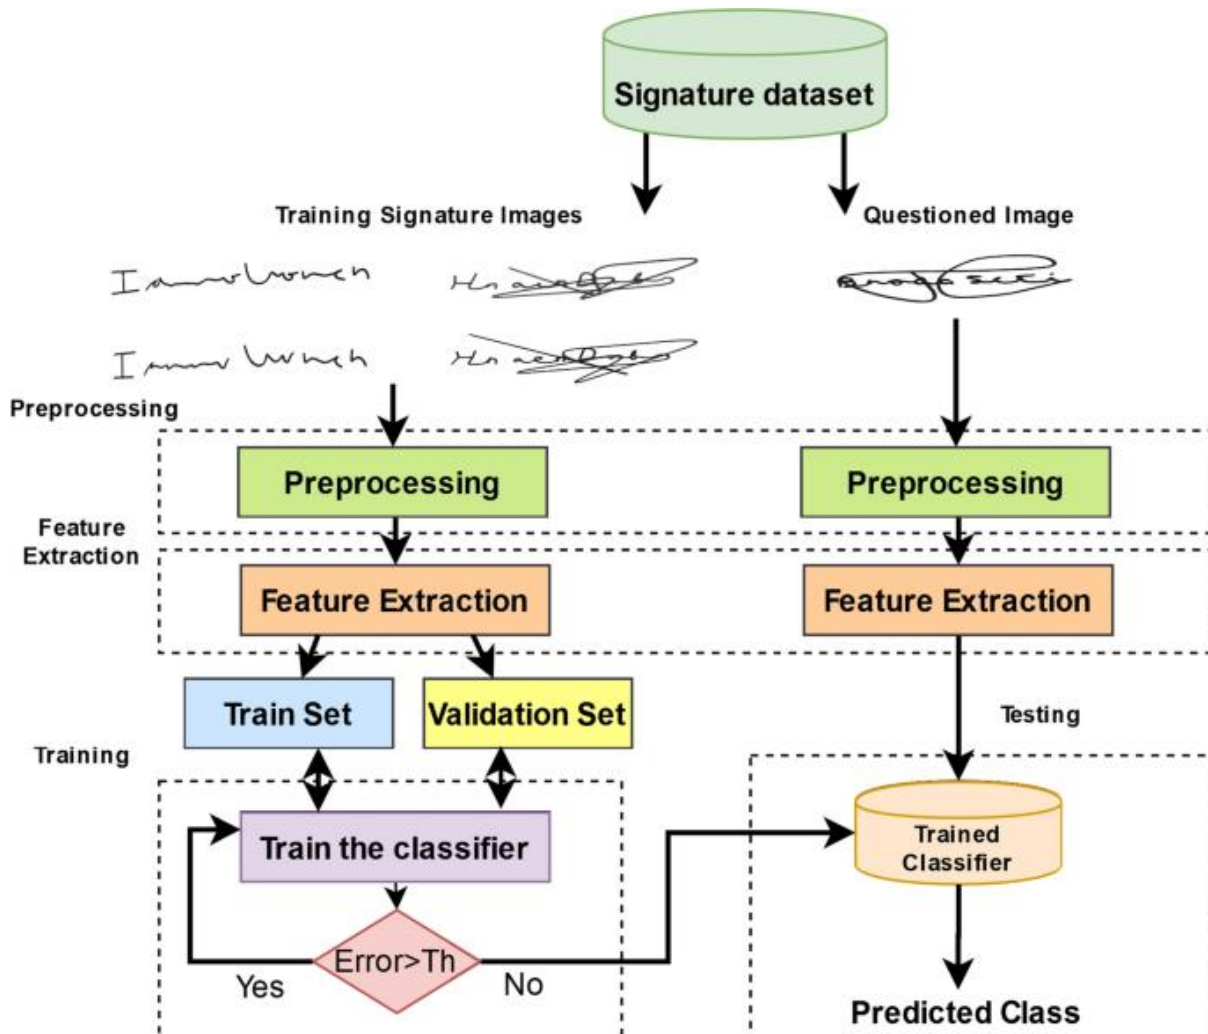 Signature dataset
Training Signature Images
Questioned Image
Preprocessing
Preprocessing
Preprocessing
Feature
Extraction
Feature Extraction
Feature Extraction
Train Set
Validation Set
Testing
Training
Train the classifier
Trained
Classifier
Error>Th
Yes
No
Predicted Class